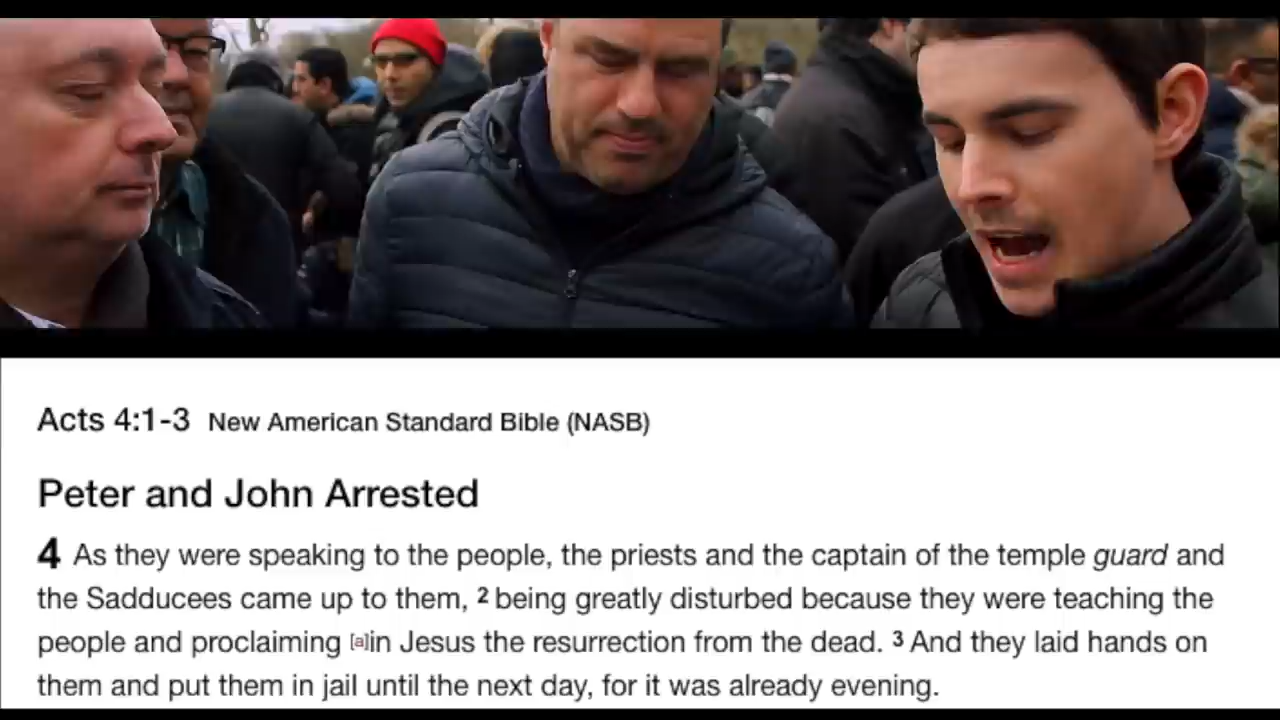 Acts 4:1-3 New American Standard Bible (NASB)
Peter and John Arrested
4 As they were speaking to the people, the priests and the captain of the temple guard and
the Sadducees came up to them, 2 being greatly disturbed because they were teaching the
people and proclaiming [a]in Jesus the resurrection from the dead. 3 And they laid hands on
them and put them in jail until the next day, for it was already evening.